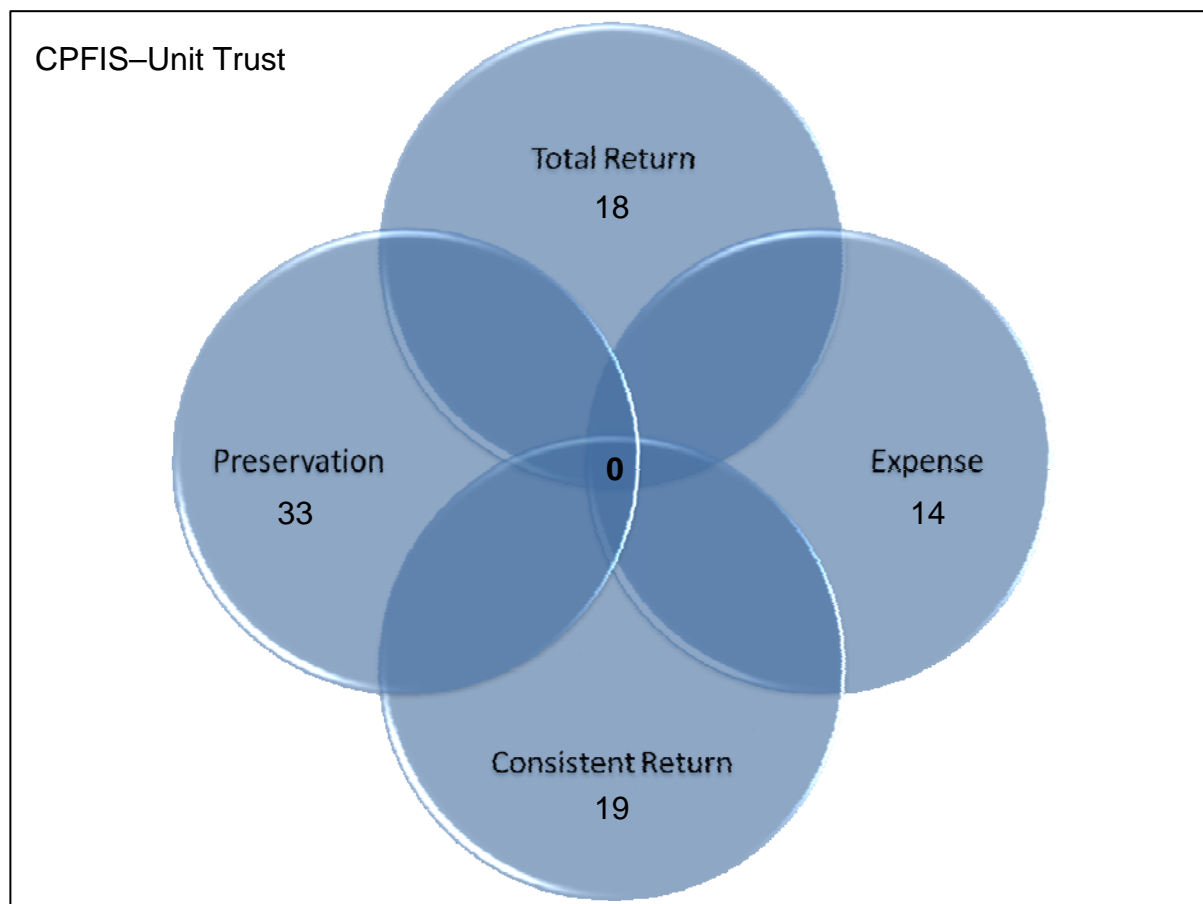 CPFIS–Unit Trust
Total Return
18
Preservation
33
0
Expense
14
Consistent Return
19